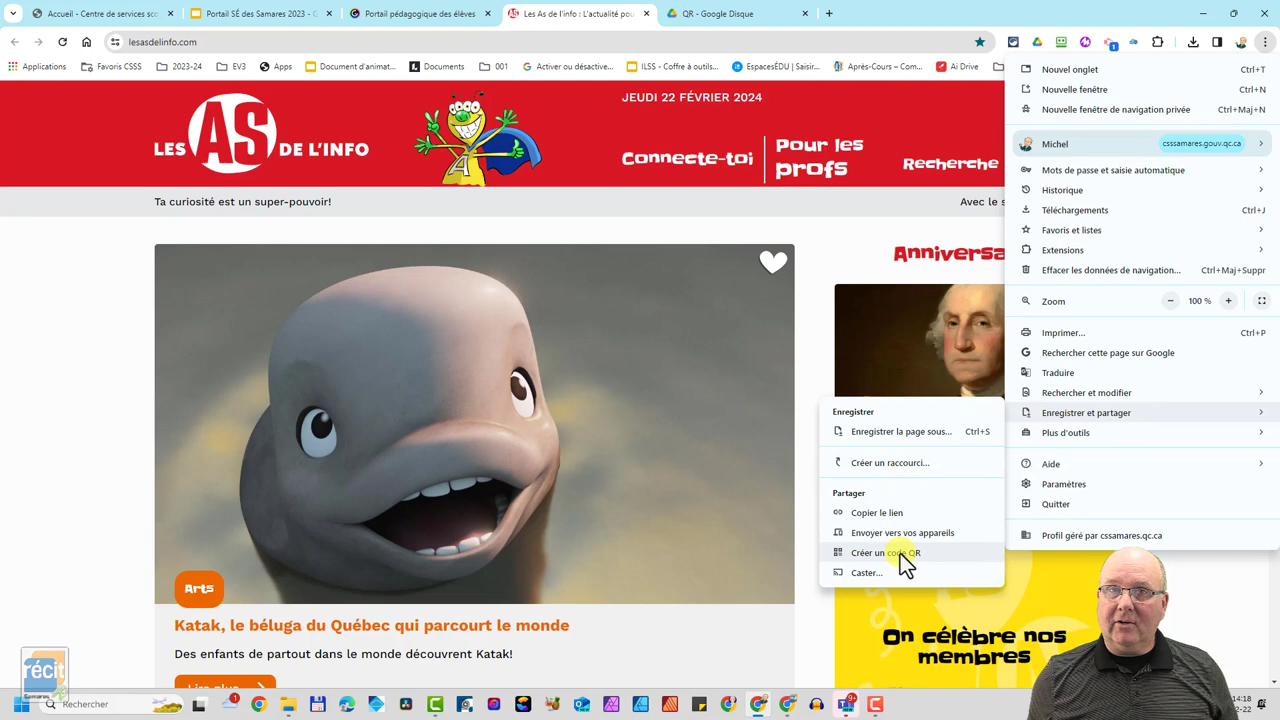 Accueil - Centre de services sco
Portail SÉ des Samares 2023 - G
Portail pédagogique des élèves
Les As de l'info : L'actualité pou
QR - Google Disque
lesasdelinfo.com
Applications
Favoris CSSS
2023-24
EV3
Apps
Document d'animat...
Documents
001
Activer ou désactive...
ILSS - Coffre à outils...
EspacesÉDU | Saisir...
Après-Cours – Com...
Ai Drive
LES AS DE L'INFO
JEUDI 22 FÉVRIER 2024
Connecte-toi
Pour les
profs
Recherche
Ta curiosité est un super-pouvoir!
Avec le s
Anniversa
Arts
Katak, le béluga du Québec qui parcourt le monde
Des enfants de partout dans le monde découvrent Katak!
Lire plus
On célèbre nos
membres
Nouvel onglet Ctrl+T
Nouvelle fenêtre Ctrl+N
Nouvelle fenêtre de navigation privée Ctrl+Maj+N
Michel csssamares.gouv.qc.ca
Mots de passe et saisie automatique
Historique
Téléchargements Ctrl+J
Favoris et listes
Extensions
Effacer les données de navigation... Ctrl+Maj+Suppr
Zoom 100 %
Imprimer... Ctrl+P
Rechercher cette page sur Google
Traduire
Rechercher et modifier
Enregistrer et partager
Plus d'outils
Aide
Paramètres
Quitter
Profil géré par cssamares.qc.ca
Enregistrer
Enregistrer la page sous... Ctrl+S
Créer un raccourci...
Partager
Copier le lien
Envoyer vers vos appareils
Créer un code QR
Caster...
récit
Samares
Rechercher
14:18